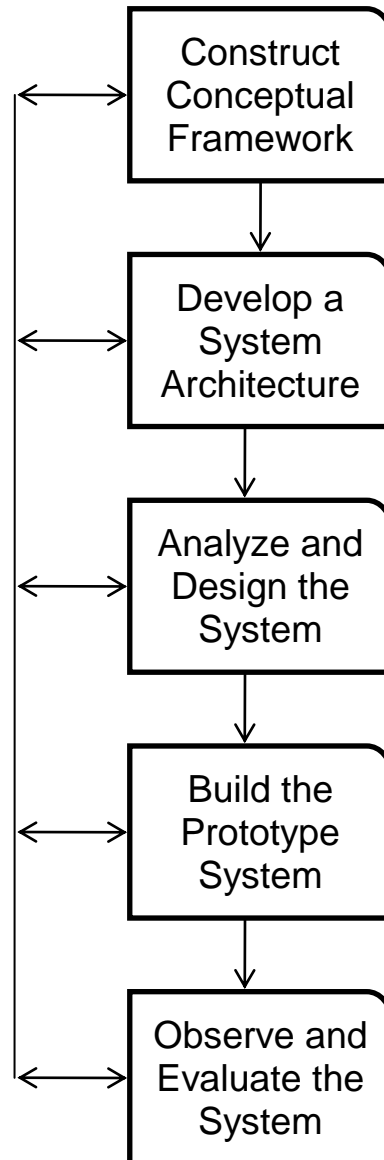 Construct
Conceptual
Framework
Develop a
System
Architecture
Analyze and
Design the
System
Build the
Prototype
System
Observe and
Evaluate the
System